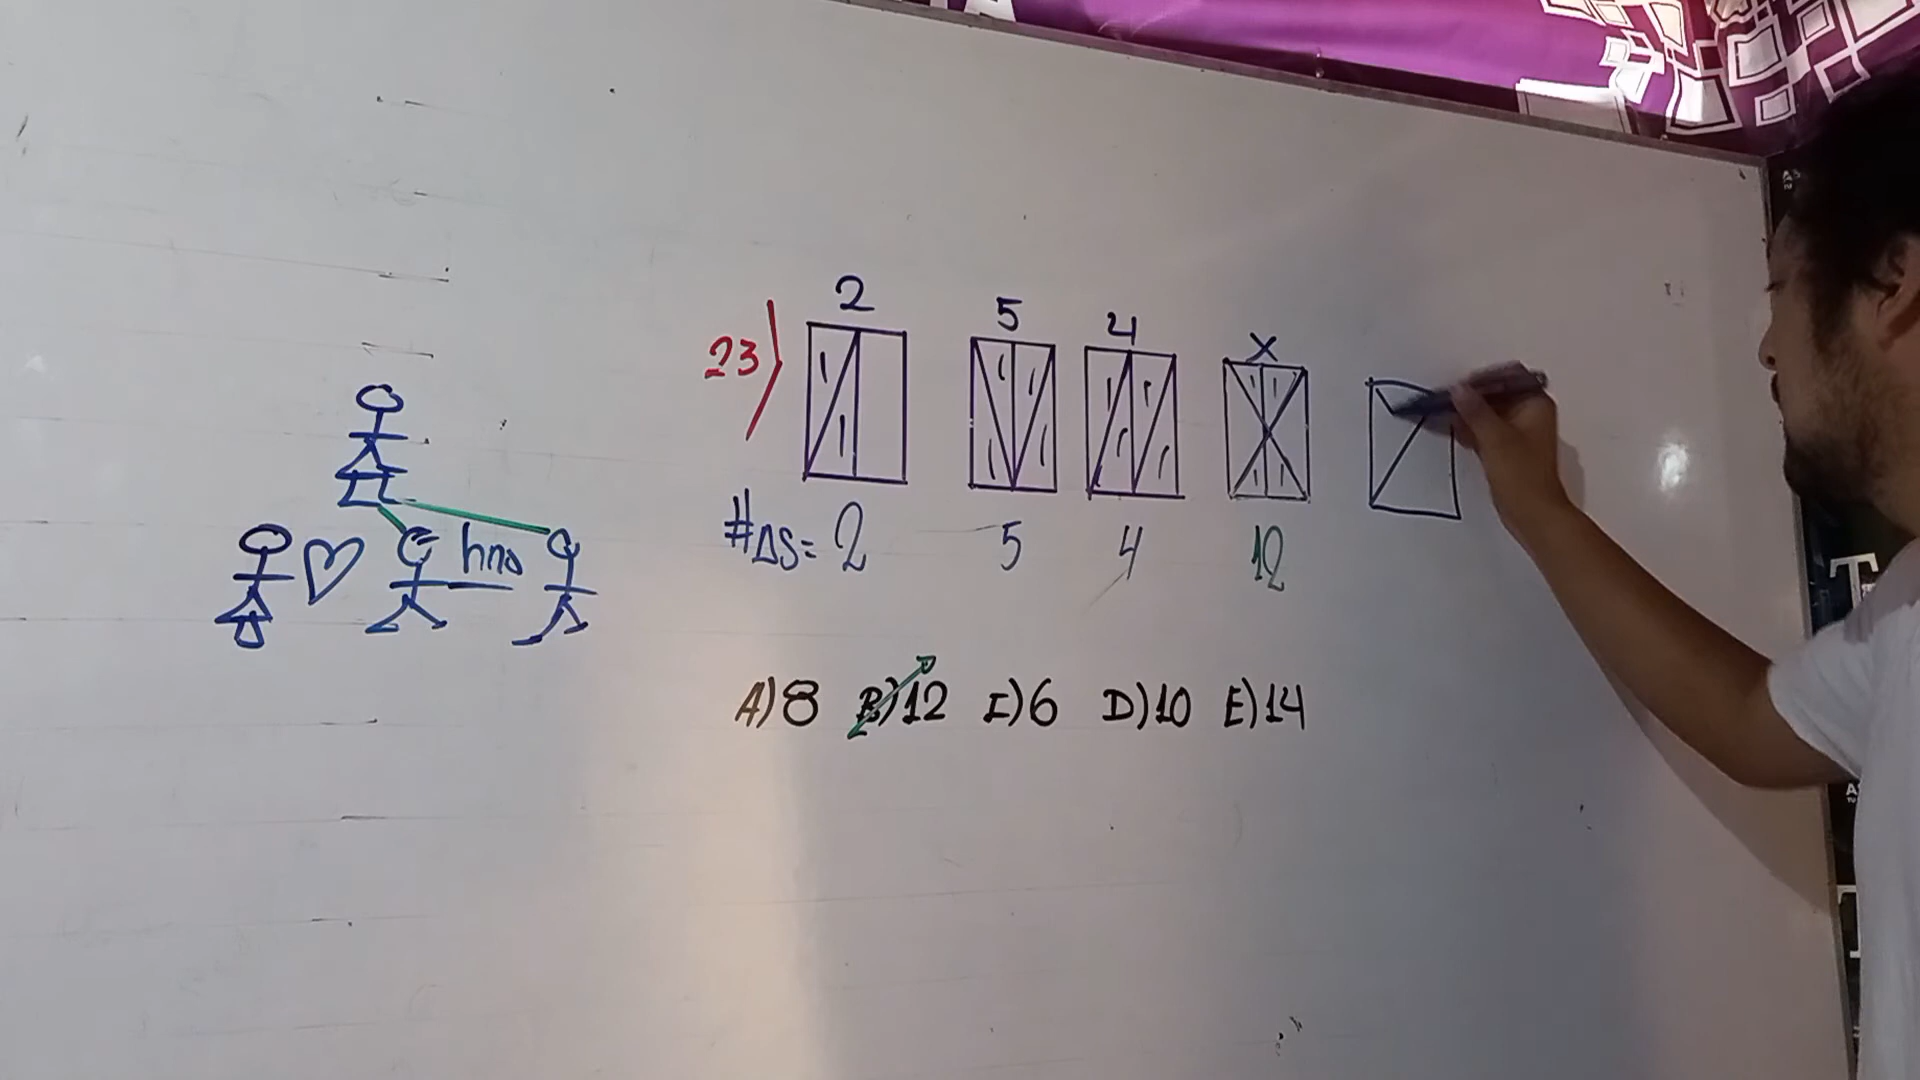 2 5 4 x
23)
#Δs= 2 5 4 12
hno
A)8 B)12 C)6 D)10 E)14